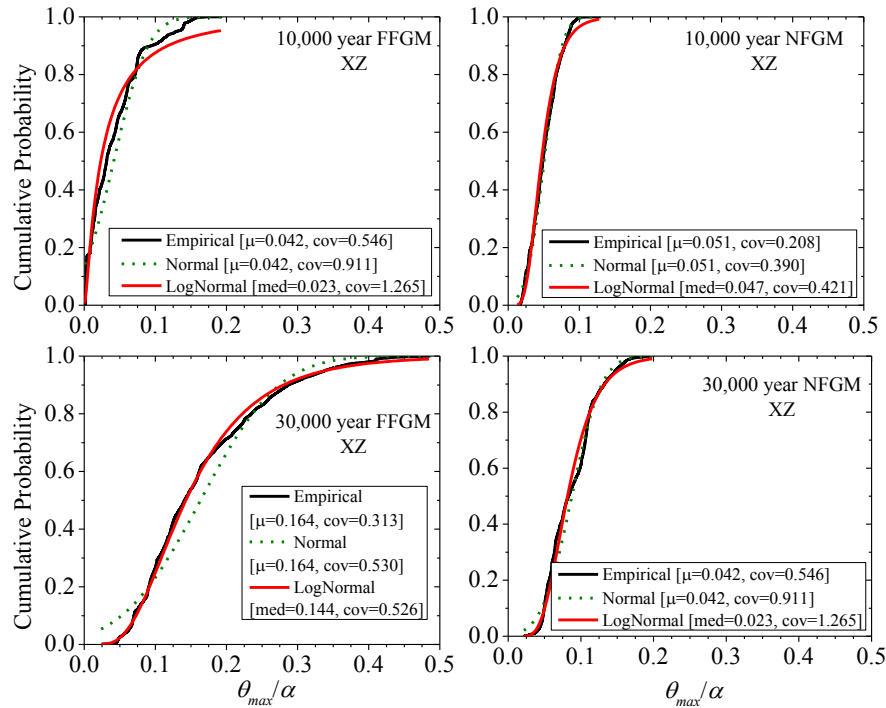 1.0
0.8
0.6
0.4
0.2
0.0
Cumulative Probability
10,000 year FFGM
XZ
Empirical [μ=0.042, cov=0.546]
Normal [μ=0.042, cov=0.911]
LogNormal [med=0.023, cov=1.265]
0.0 0.1 0.2 0.3 0.4 0.5
1.0
0.8
0.6
0.4
0.2
0.0
Cumulative Probability
10,000 year NFGM
XZ
Empirical [μ=0.051, cov=0.208]
Normal [μ=0.051, cov=0.390]
LogNormal [med=0.047, cov=0.421]
0.0 0.1 0.2 0.3 0.4 0.5
1.0
0.8
0.6
0.4
0.2
0.0
Cumulative Probability
30,000 year FFGM
XZ
Empirical
[μ=0.164, cov=0.313]
Normal
[μ=0.164, cov=0.530]
LogNormal
[med=0.144, cov=0.526]
0.0 0.1 0.2 0.3 0.4 0.5
θmax/α
1.0
0.8
0.6
0.4
0.2
0.0
Cumulative Probability
30,000 year NFGM
XZ
Empirical [μ=0.042, cov=0.546]
Normal [μ=0.042, cov=0.911]
LogNormal [med=0.023, cov=1.265]
0.0 0.1 0.2 0.3 0.4 0.5
θmax/α